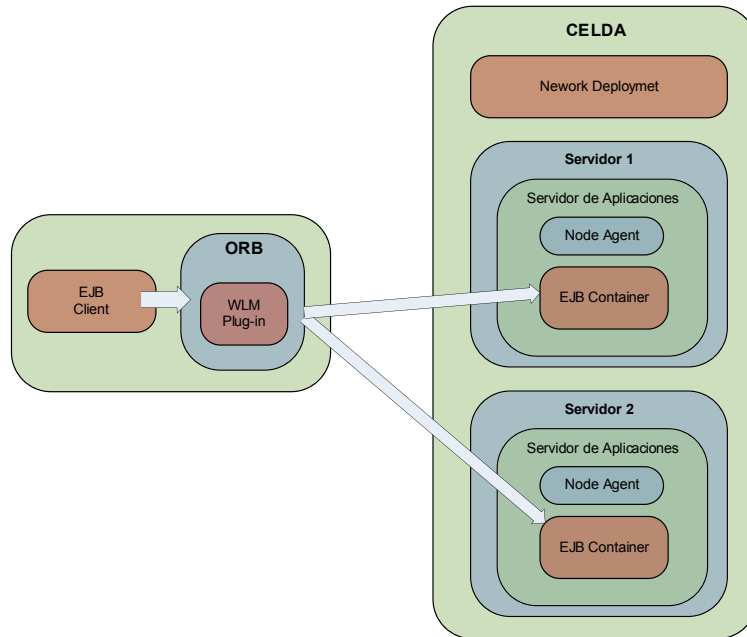 CELDA
Nework Deploymet
Servidor 1
Servidor de Aplicaciones
Node Agent
EJB Container
ORB
EJB
Client
WLM
Plug-in
Servidor 2
Servidor de Aplicaciones
Node Agent
EJB Container